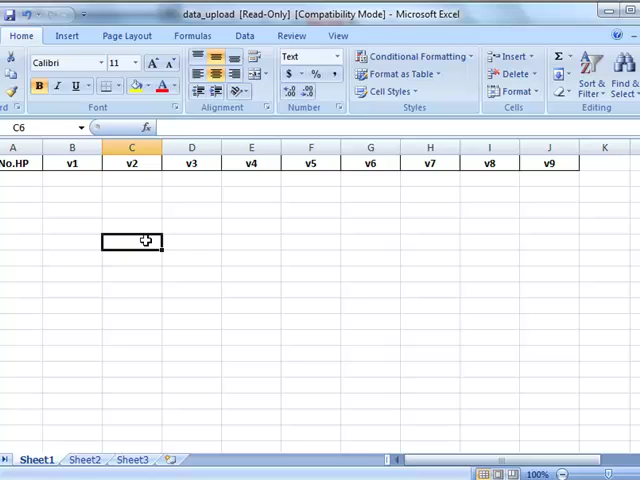 data_upload [Read-Only] [Compatibility Mode] - Microsoft Excel
Home Insert Page Layout Formulas Data Review View
Calibri 11 A A Text Conditional Formatting Insert Σ
Format as Table Delete Sort & Find &
B I U A $ % , Cell Styles Format Filter Select
Font Alignment Number Styles Cells Editing
C6 fx
A B C D E F G H I J K
No.HP v1 v2 v3 v4 v5 v6 v7 v8 v9
Sheet1 Sheet2 Sheet3
100%